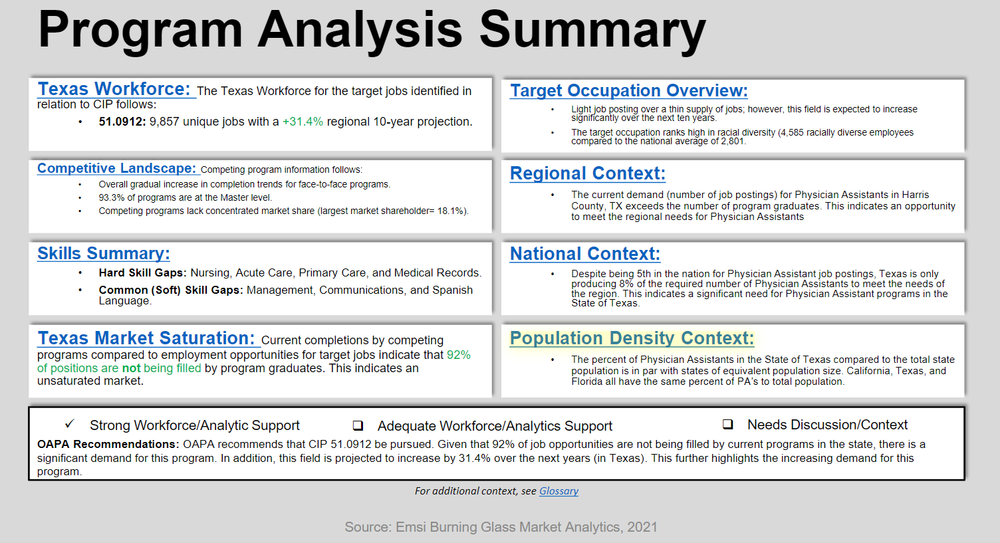 Program Analysis Summary
Texas Workforce: The Texas Workforce for the target jobs identified in
relation to CIP follows:
• 51.0912: 9,857 unique jobs with a +31.4% regional 10-year projection.
Target Occupation Overview:
• Light job posting over a thin supply of jobs; however, this field is expected to increase
significantly over the next ten years.
• The target occupation ranks high in racial diversity (4,585 racially diverse employees
compared to the national average of 2,801.
Competitive Landscape: Competing program information follows:
• Overall gradual increase in completion trends for face-to-face programs.
• 93.3% of programs are at the Master level.
• Competing programs lack concentrated market share (largest market shareholder= 18.1%).
Regional Context:
• The current demand (number of job postings) for Physician Assistants in Harris
County, TX exceeds the number of program graduates. This indicates an opportunity
to meet the regional needs for Physician Assistants
Skills Summary:
• Hard Skill Gaps: Nursing, Acute Care, Primary Care, and Medical Records.
• Common (Soft) Skill Gaps: Management, Communications, and Spanish
Language.
National Context:
• Despite being 5th in the nation for Physician Assistant job postings, Texas is only
producing 8% of the required number of Physician Assistants to meet the needs of
the region. This indicates a significant need for Physician Assistant programs in the
State of Texas.
Texas Market Saturation: Current completions by competing
programs compared to employment opportunities for target jobs indicate that 92%
of positions are not being filled by program graduates. This indicates an
unsaturated market.
Population Density Context:
• The percent of Physician Assistants in the State of Texas compared to the total state
population is in par with states of equivalent population size. California, Texas, and
Florida all have the same percent of PA's to total population.
✓ Strong Workforce/Analytic Support ❑ Adequate Workforce/Analytics Support ❑ Needs Discussion/Context
OAPA Recommendations: OAPA recommends that CIP 51.0912 be pursued. Given that 92% of job opportunities are not being filled by current programs in the state, there is a
significant demand for this program. In addition, this field is projected to increase by 31.4% over the next years (in Texas). This further highlights the increasing demand for this
program.
For additional context, see Glossary
Source: Emsi Burning Glass Market Analytics, 2021